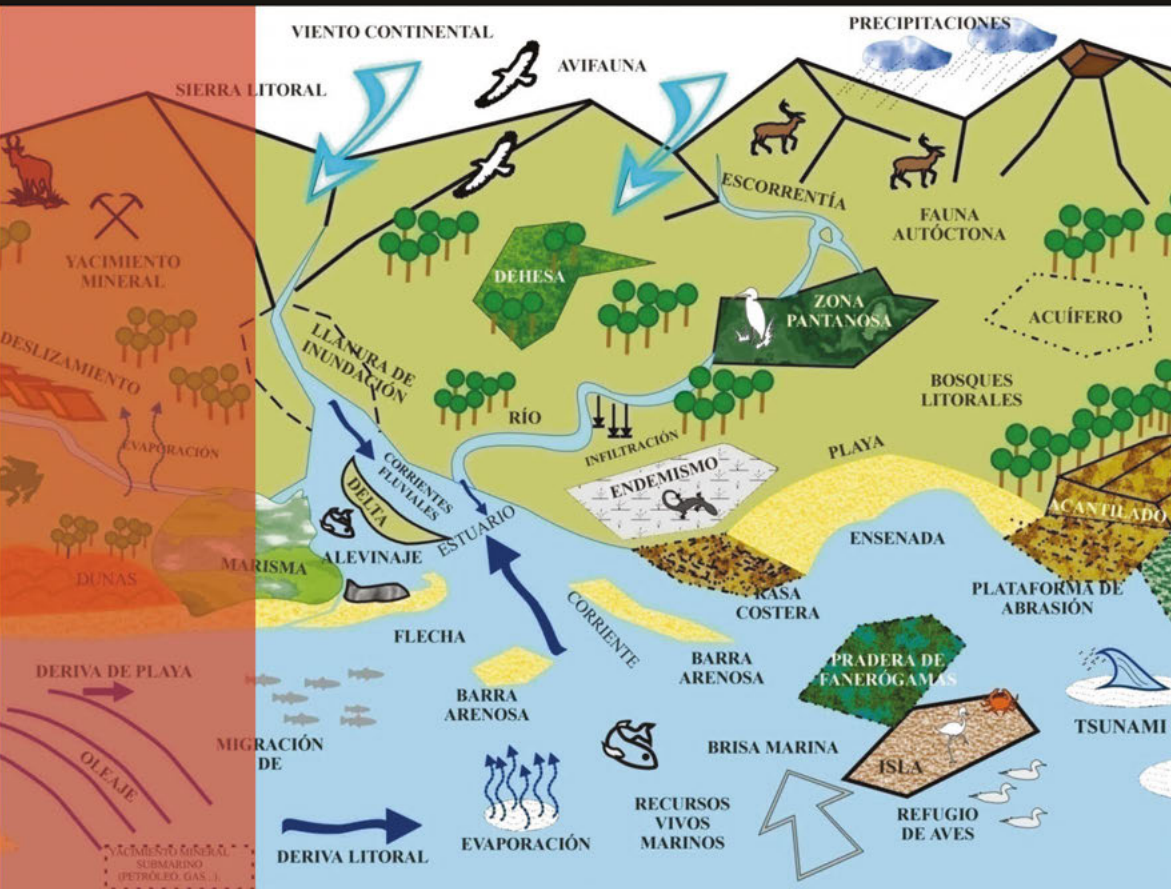 VIENTO CONTINENTAL
PRECIPITACIONES
AVIFAUNA
SIERRA LITORAL
ESCORRENTÍA
FAUNA
AUTÓCTONA
YACIMIENTO
MINERAL
DEHESA
ZONA
PANTANOSA
ACUÍFERO
LLANURA DE
INUNDACIÓN
DESLIZAMIENTO
BOSQUES
LITORALES
RÍO
EVAPORACIÓN
INFILTRACIÓN
PLAYA
CORRIENTES
FLUVIALES
ENDEMISMO
DELTA
ACANTILADO
ESTUARIO
ENSENADA
ALEVINAJE
MARISMA
DUNAS
RASA
COSTERA
PLATAFORMA DE
ABRASIÓN
FLECHA
CORRIENTE
BARRA
ARENOSA
PRADERA DE
FANERÓGAMAS
DERIVA DE PLAYA
BARRA
ARENOSA
TSUNAMI
MIGRACIÓN
DE
BRISA MARINA
OLEAJE
ISLA
RECURSOS
VIVOS
MARINOS
REFUGIO
DE AVES
EVAPORACIÓN
DERIVA LITORAL
YACIMIENTO MINERAL
SUBMARINO
(PETRÓLEO, GAS...).